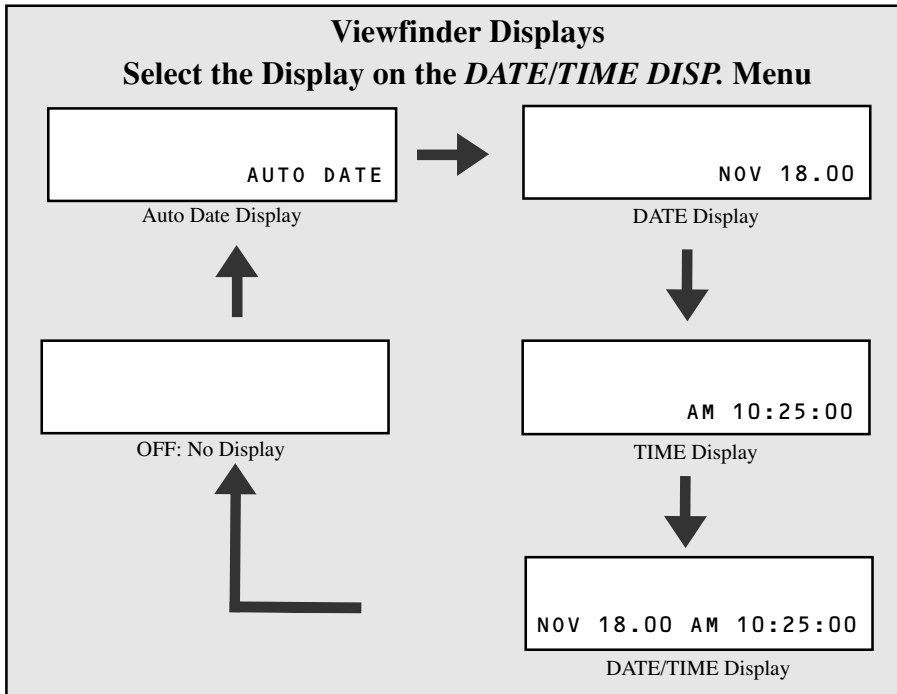 Viewfinder Displays
Select the Display on the DATE/TIME DISP. Menu
AUTO DATE
Auto Date Display
NOV 18.00
DATE Display
OFF: No Display
AM 10:25:00
TIME Display
NOV 18.00 AM 10:25:00
DATE/TIME Display